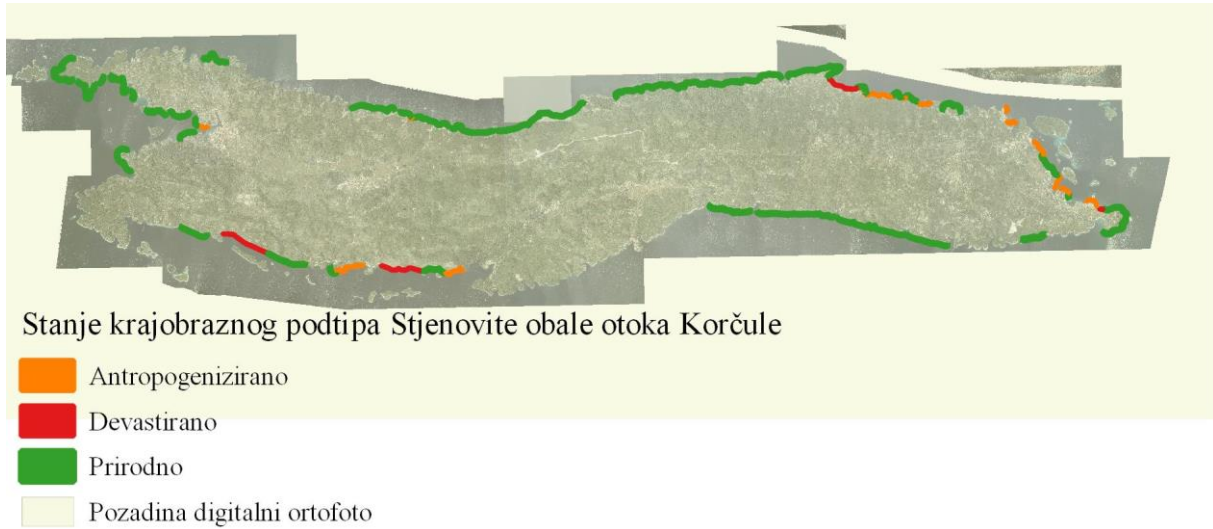 Stanje krajobraznog podtipa Stjenovite obale otoka Korčule
Antropogenizirano
Devastirano
Prirodno
Pozadina digitalni ortofoto